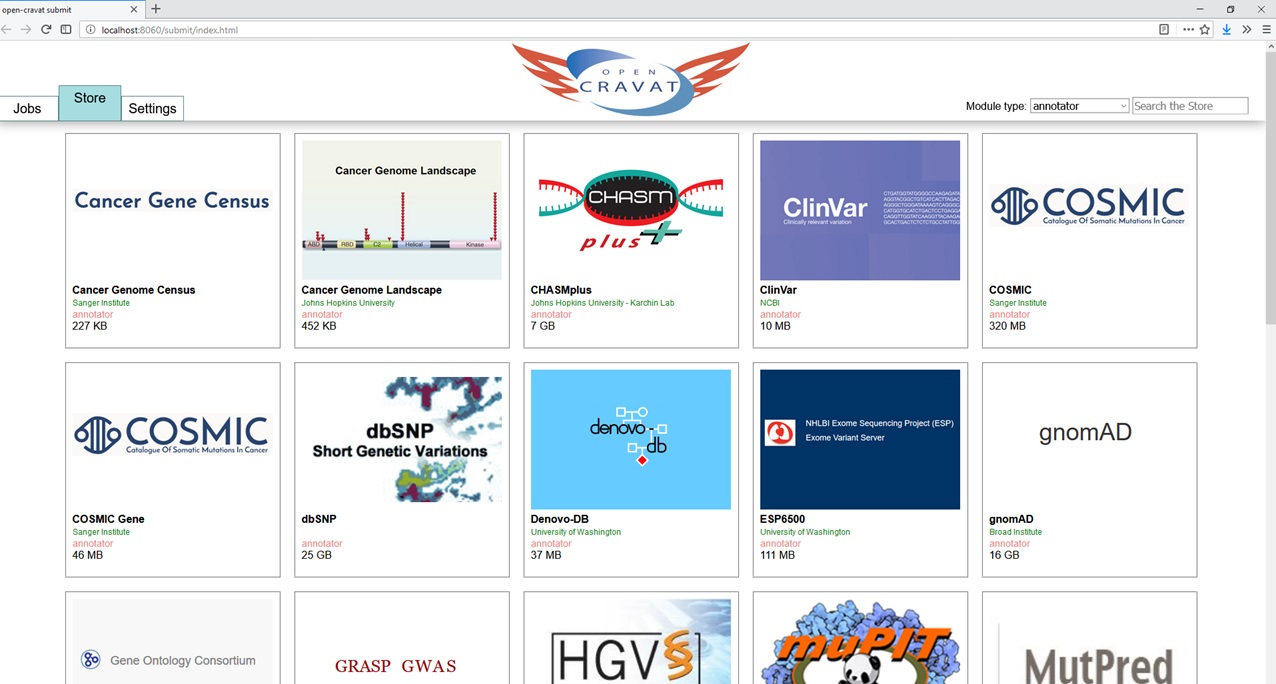 open-cravat submit
localhost:8060/submit/index.html
OPEN
CRAVAT
Jobs
Store
Settings
Module type:
annotator
Search the Store
Cancer Gene Census
Cancer Genome Census
Sanger Institute
annotator
227 KB
Cancer Genome Landscape
ABD
RBD
C2
Helical
Kinase
Cancer Genome Landscape
Johns Hopkins University
annotator
452 KB
CHASM
plus
CHASMplus
Johns Hopkins University - Karchin Lab
annotator
7 GB
ClinVar
Clinically relevant variation
ClinVar
NCBI
annotator
10 MB
COSMIC
Catalogue Of Somatic Mutations In Cancer
COSMIC
Sanger Institute
annotator
320 MB
COSMIC
Catalogue Of Somatic Mutations In Cancer
COSMIC Gene
Sanger Institute
annotator
46 MB
dbSNP
Short Genetic Variations
dbSNP
annotator
25 GB
denovo-
db
Denovo-DB
University of Washington
annotator
37 MB
NHLBI Exome Sequencing Project (ESP)
Exome Variant Server
ESP6500
University of Washington
annotator
111 MB
gnomAD
gnomAD
Broad Institute
annotator
16 GB
Gene Ontology Consortium
GRASP GWAS
HGV§
muPIT
MutPred